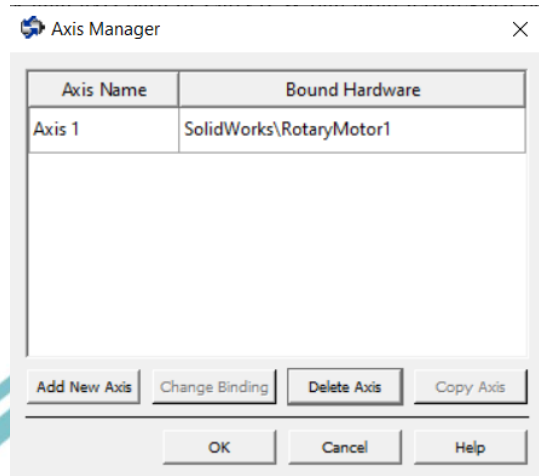 Axis Manager
Axis Name Bound Hardware
Axis 1 SolidWorks\RotaryMotor1
Add New Axis Change Binding Delete Axis Copy Axis
OK Cancel Help